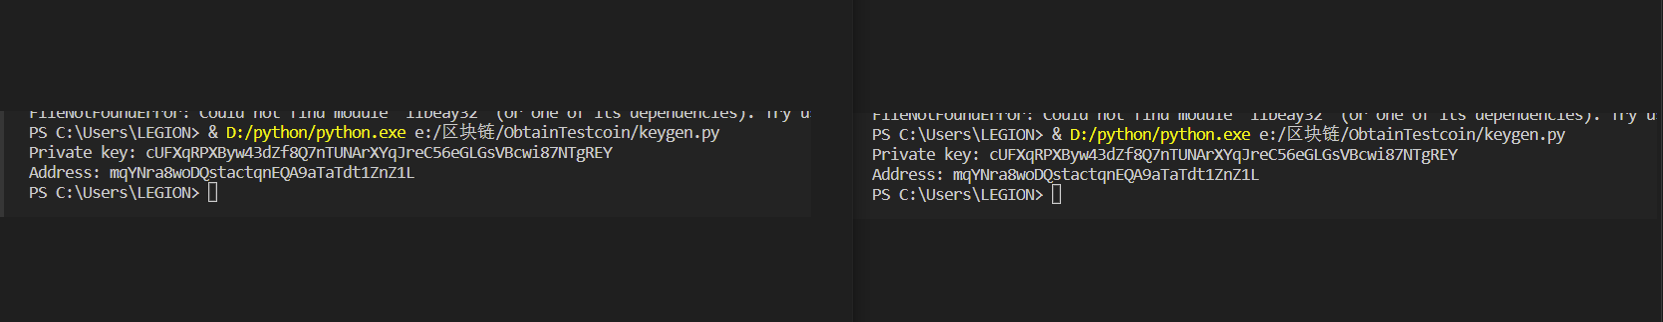 FileNotFoundError: Could not find module 'libeay32' (or one of its dependencies). Try u
PS C:\Users\LEGION> & D:/python/python.exe e:/区块链/ObtainTestcoin/keygen.py
Private key: cUFXqRPXByw43dZf8Q7nTUNArXYqJreC56eGLGsVBcwi87NTgREY
Address: mqYNra8woDQstactqnEQA9aTaTdt1ZnZ1L
PS C:\Users\LEGION>
FileNotFoundError: Could not find module 'libeay32' (or one of its dependencies). Try us
PS C:\Users\LEGION> & D:/python/python.exe e:/区块链/ObtainTestcoin/keygen.py
Private key: cUFXqRPXByw43dZf8Q7nTUNArXYqJreC56eGLGsVBcwi87NTgREY
Address: mqYNra8woDQstactqnEQA9aTaTdt1ZnZ1L
PS C:\Users\LEGION>